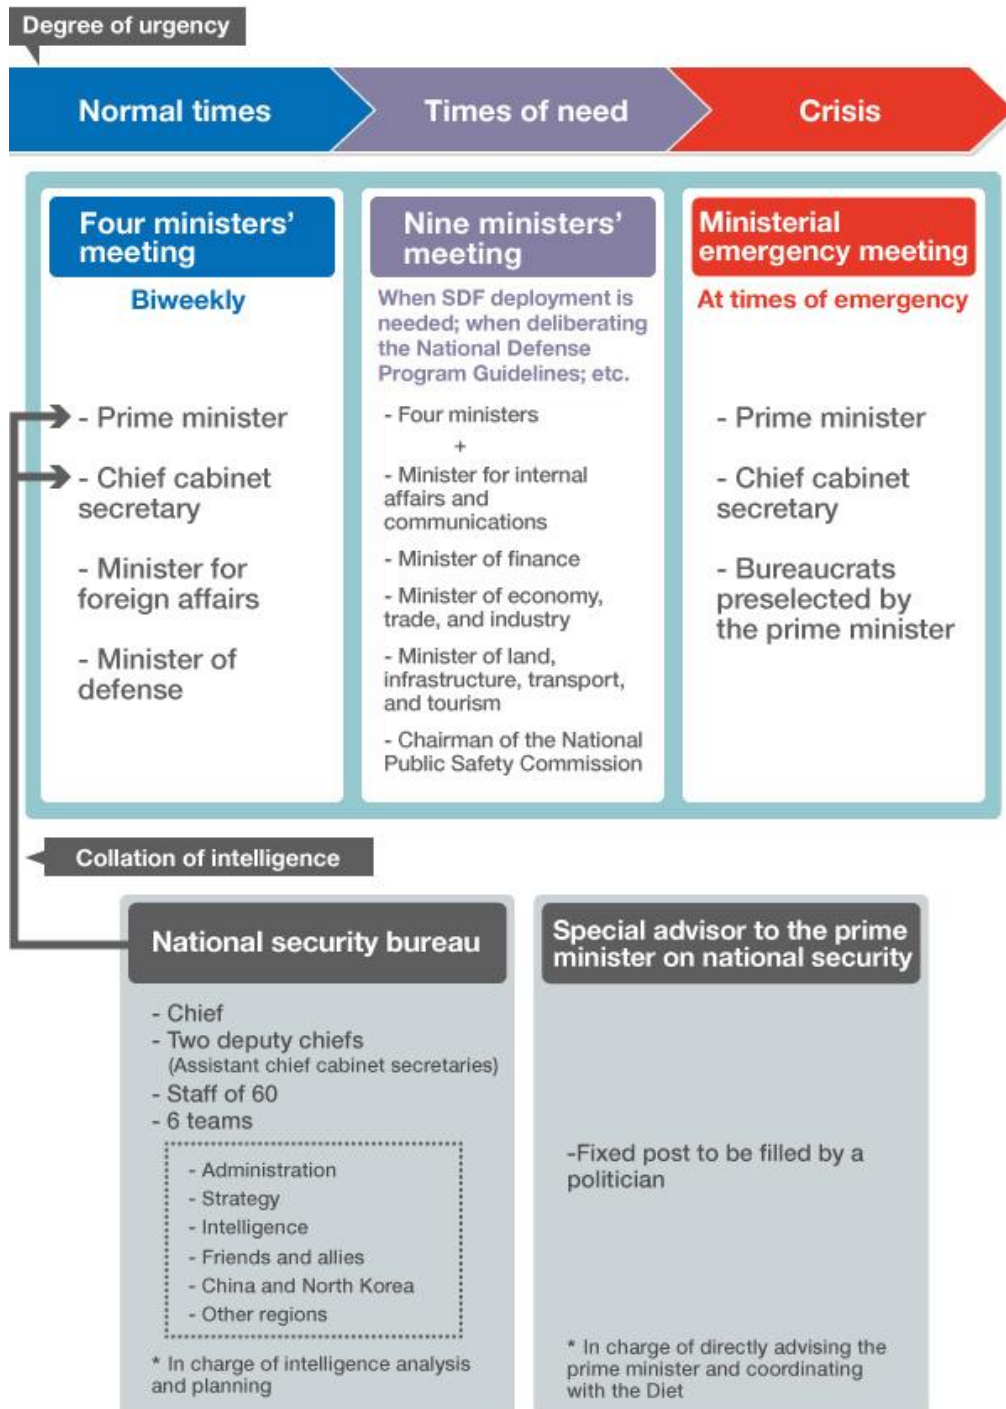 Degree of urgency
Normal times
Times of need
Crisis
Four ministers'
meeting
Biweekly
- Prime minister
- Chief cabinet
secretary
- Minister for
foreign affairs
- Minister of
defense
Nine ministers'
meeting
When SDF deployment is
needed; when deliberating
the National Defense
Program Guidelines; etc.
- Four ministers
+
- Minister for internal
affairs and
communications
- Minister of finance
- Minister of economy,
trade, and industry
- Minister of land,
infrastructure, transport,
and tourism
- Chairman of the National
Public Safety Commission
Ministerial
emergency meeting
At times of emergency
- Prime minister
- Chief cabinet
secretary
- Bureaucrats
preselected by
the prime minister
Collation of intelligence
National security bureau
- Chief
- Two deputy chiefs
(Assistant chief cabinet secretaries)
- Staff of 60
- 6 teams
- Administration
- Strategy
- Intelligence
- Friends and allies
- China and North Korea
- Other regions
* In charge of intelligence analysis
and planning
Special advisor to the prime
minister on national security
-Fixed post to be filled by a
politician
* In charge of directly advising the
prime minister and coordinating
with the Diet